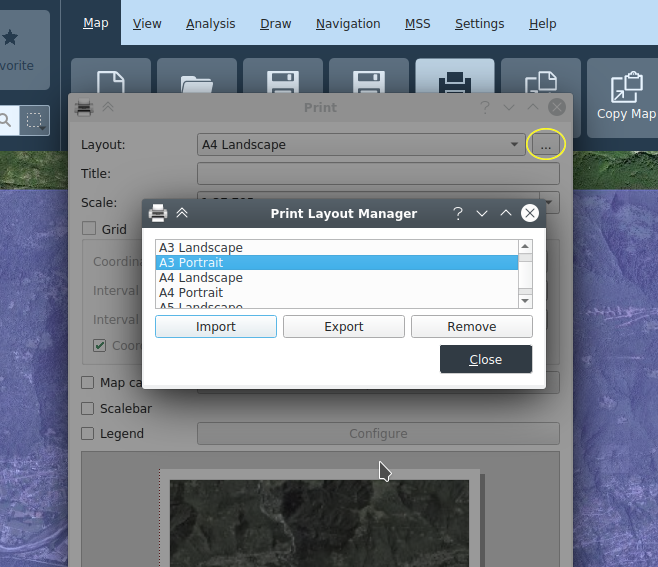 Map View Analysis Draw Navigation MSS Settings Help
vorite
Copy Map
Print
Layout: A4 Landscape ...
Title:
Scale:
Print Layout Manager
Grid
A3 Landscape
A3 Portrait
A4 Landscape
A4 Portrait
A5 Landscape
Interval
Interval
Import Export Remove
Coor
Close
Map ca
Scalebar
Legend Configure